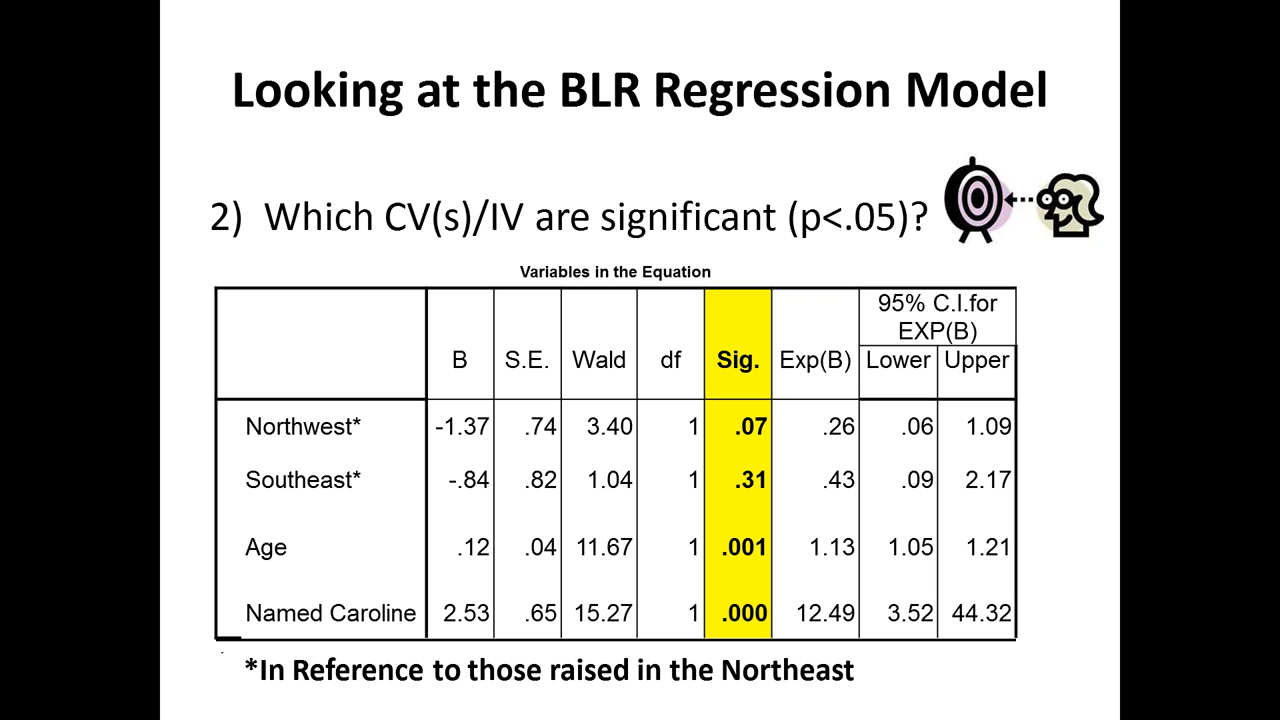 Looking at the BLR Regression Model
2) Which CV(s)/IV are significant (p<.05)?
Variables in the Equation
95% C.I.for
EXP(B)
B S.E. Wald df Sig. Exp(B) Lower Upper
Northwest* -1.37 .74 3.40 1 .07 .26 .06 1.09
Southeast* -.84 .82 1.04 1 .31 .43 .09 2.17
Age .12 .04 11.67 1 .001 1.13 1.05 1.21
Named Caroline 2.53 .65 15.27 1 .000 12.49 3.52 44.32
*In Reference to those raised in the Northeast